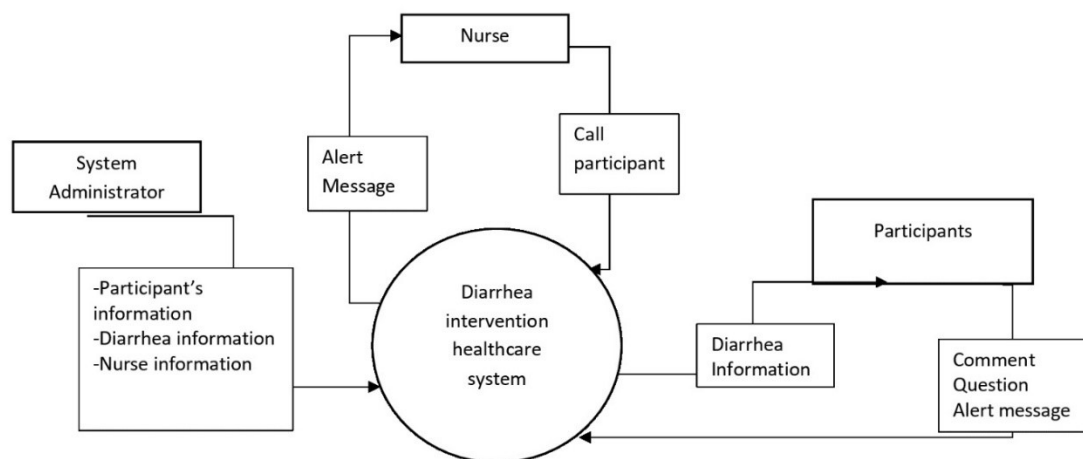 Nurse
Alert
Message
Call
participant
System
Administrator
Participants
-Participant's
information
-Diarrhea information
-Nurse information
Diarrhea
intervention
healthcare
system
Diarrhea
Information
Comment
Question
Alert message